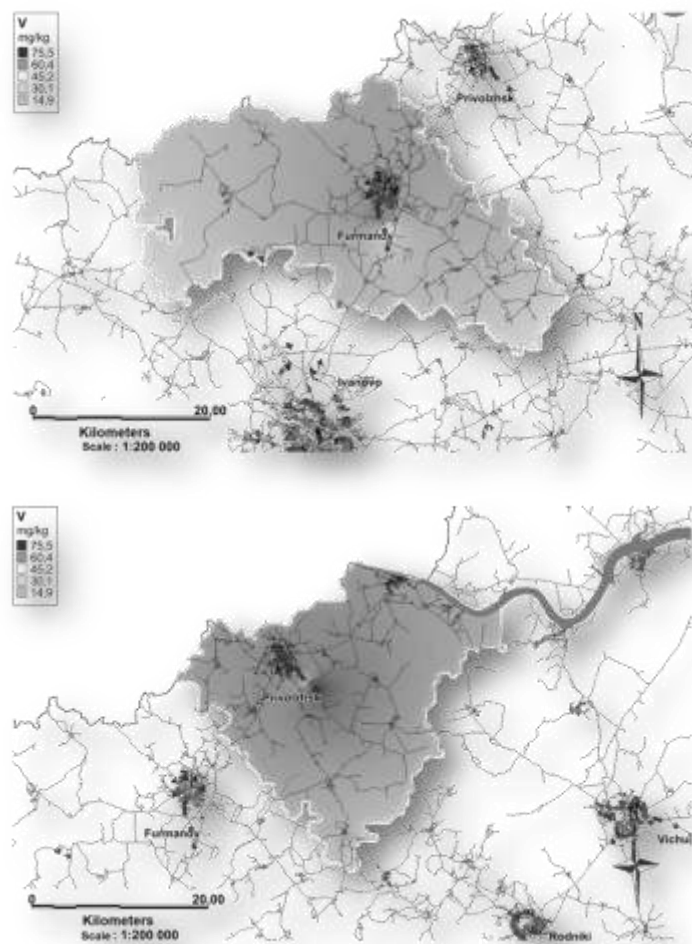 V
mg/kg
75,5
60,4
45,2
30,1
14,9
Privolzhsk
Furmanov
N
Ivanovo
0 20,00
Kilometers
Scale : 1:200 000
V
mg/kg
75,5
60,4
45,2
30,1
14,9
Privolzhsk
Furmanov
Vichu
0 20,00
Kilometers
Scale : 1:200 000
Rodniki